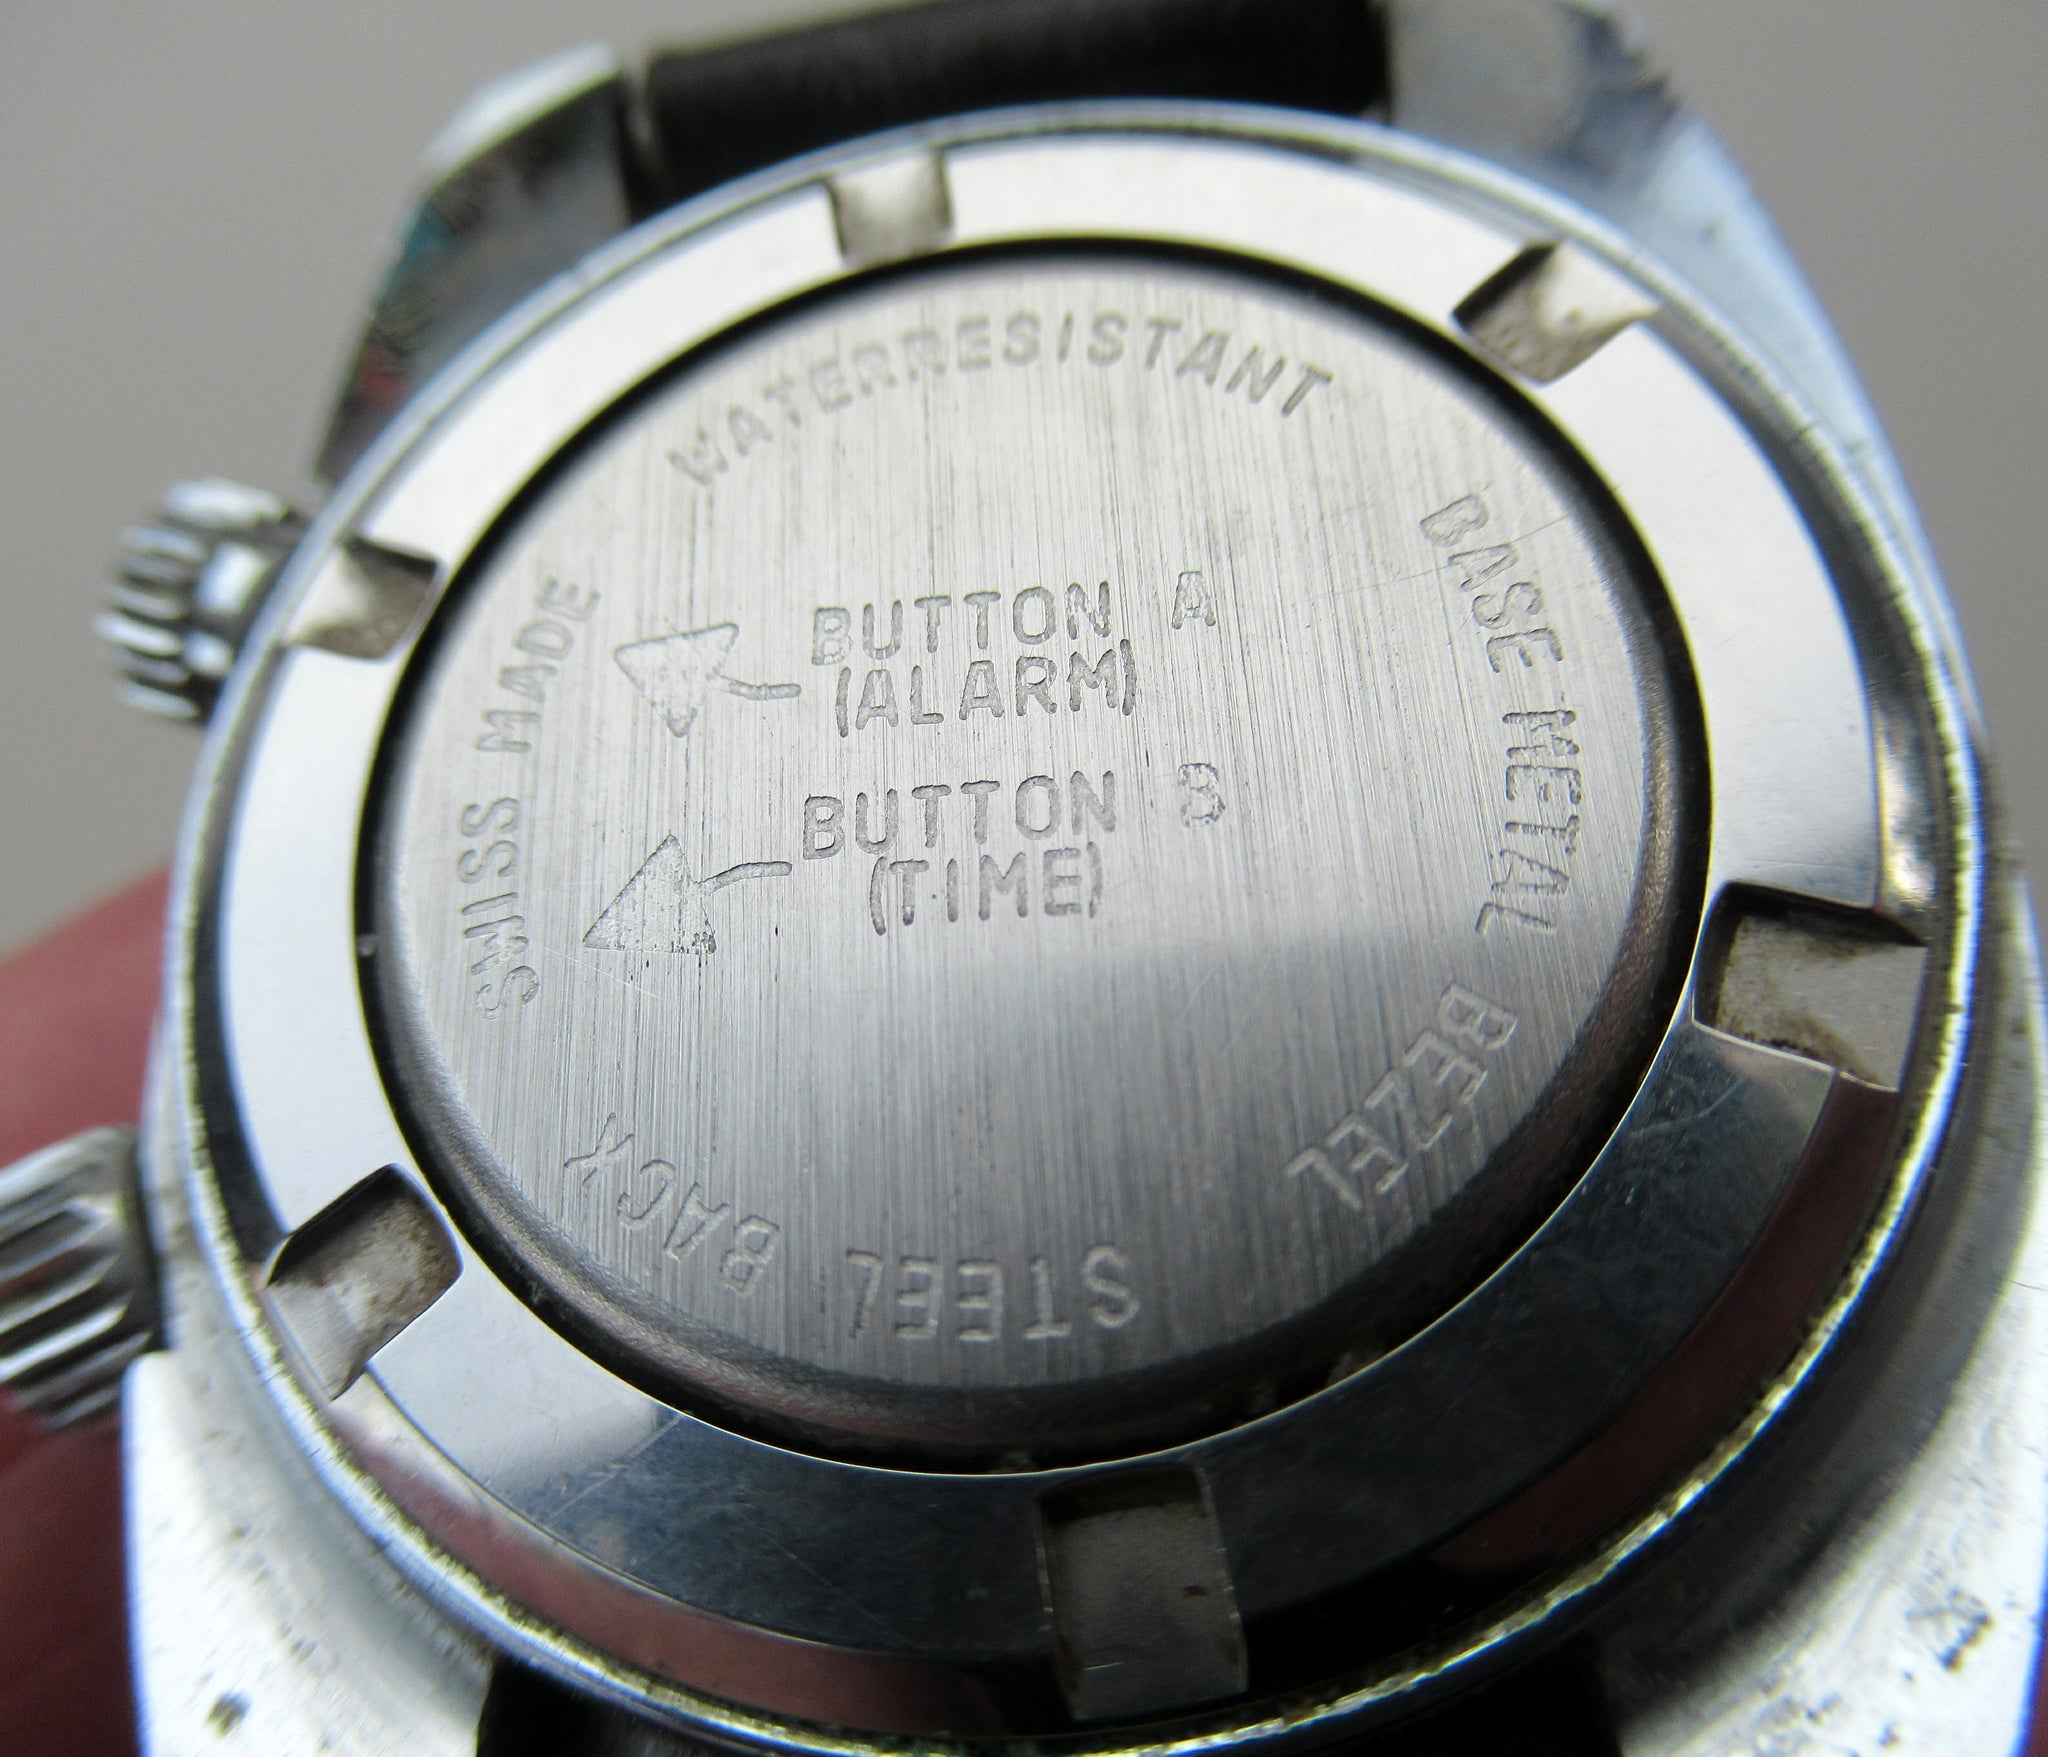 WATERRESISTANT
BASE METAL
BEZEL
STEEL BACK
SWISS MADE
BUTTON A
(ALARM)
BUTTON B
(TIME)